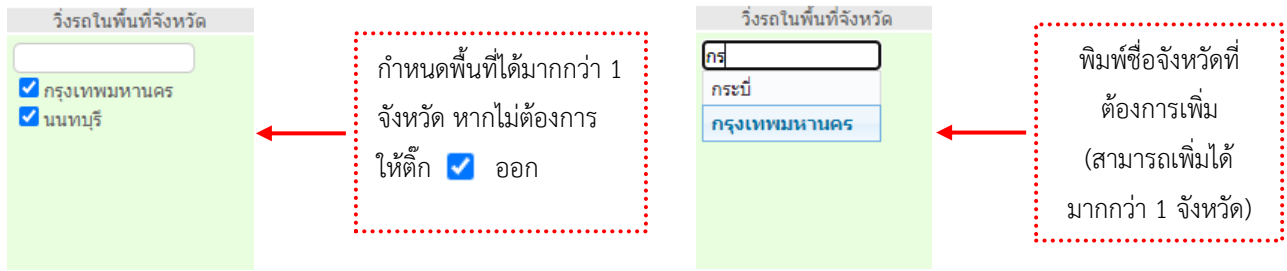 วิ่งรถในพื้นที่จังหวัด
กรุงเทพมหานคร
นนทบุรี
กำหนดพื้นที่ได้มากกว่า 1
จังหวัด หากไม่ต้องการ
ให้ติ๊ก ออก
วิ่งรถในพื้นที่จังหวัด
กร
กระบี่
กรุงเทพมหานคร
พิมพ์ชื่อจังหวัดที่
ต้องการเพิ่ม
(สามารถเพิ่มได้
มากกว่า 1 จังหวัด)